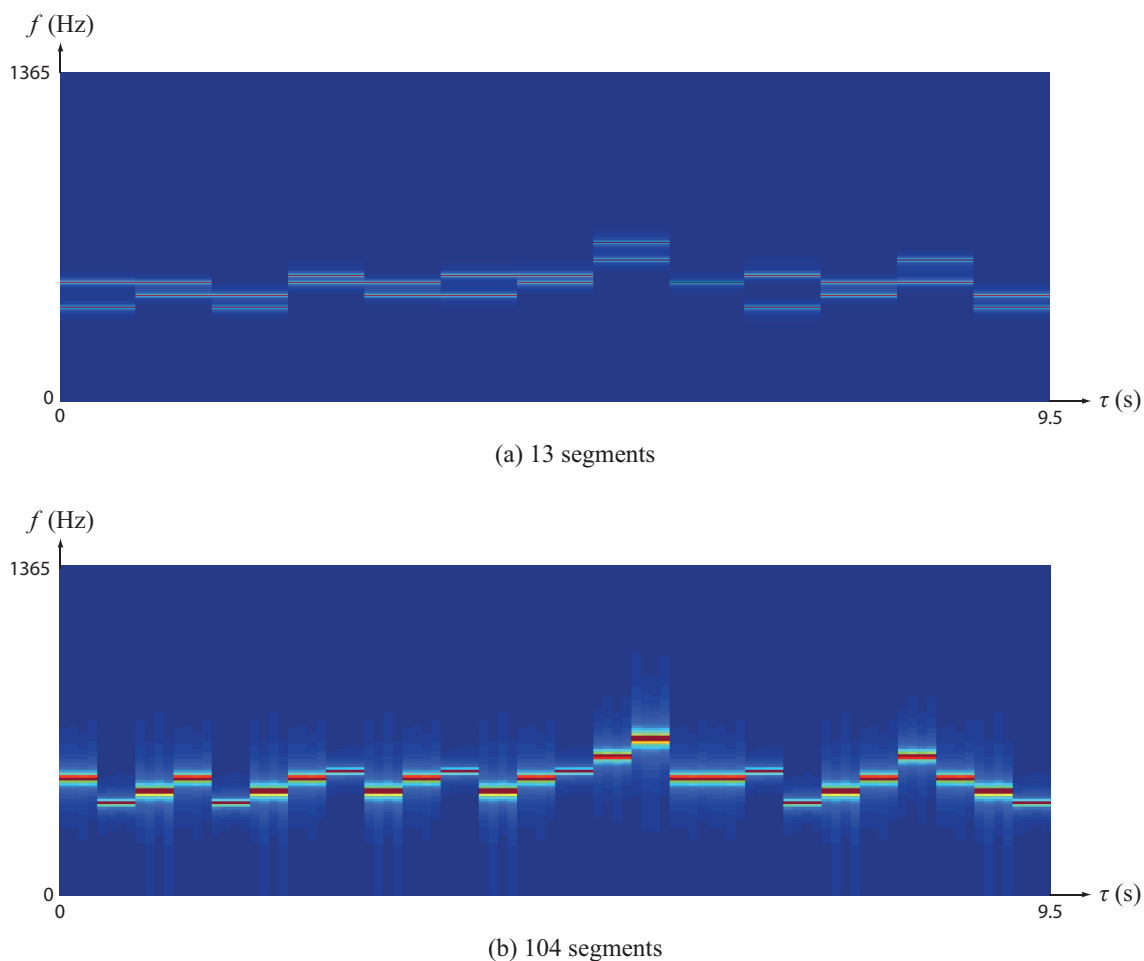 f (Hz)
1365
0
0
9.5
τ (s)
(a) 13 segments
f (Hz)
1365
0
0
9.5
τ (s)
(b) 104 segments